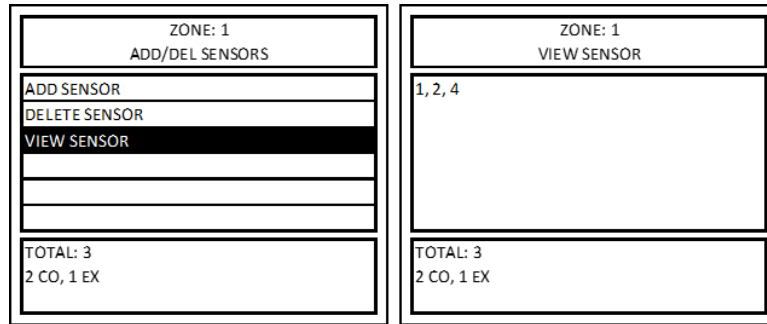 ZONE: 1
ADD/DEL SENSORS
ADD SENSOR
DELETE SENSOR
VIEW SENSOR
TOTAL: 3
2 CO, 1 EX
ZONE: 1
VIEW SENSOR
1, 2, 4
TOTAL: 3
2 CO, 1 EX